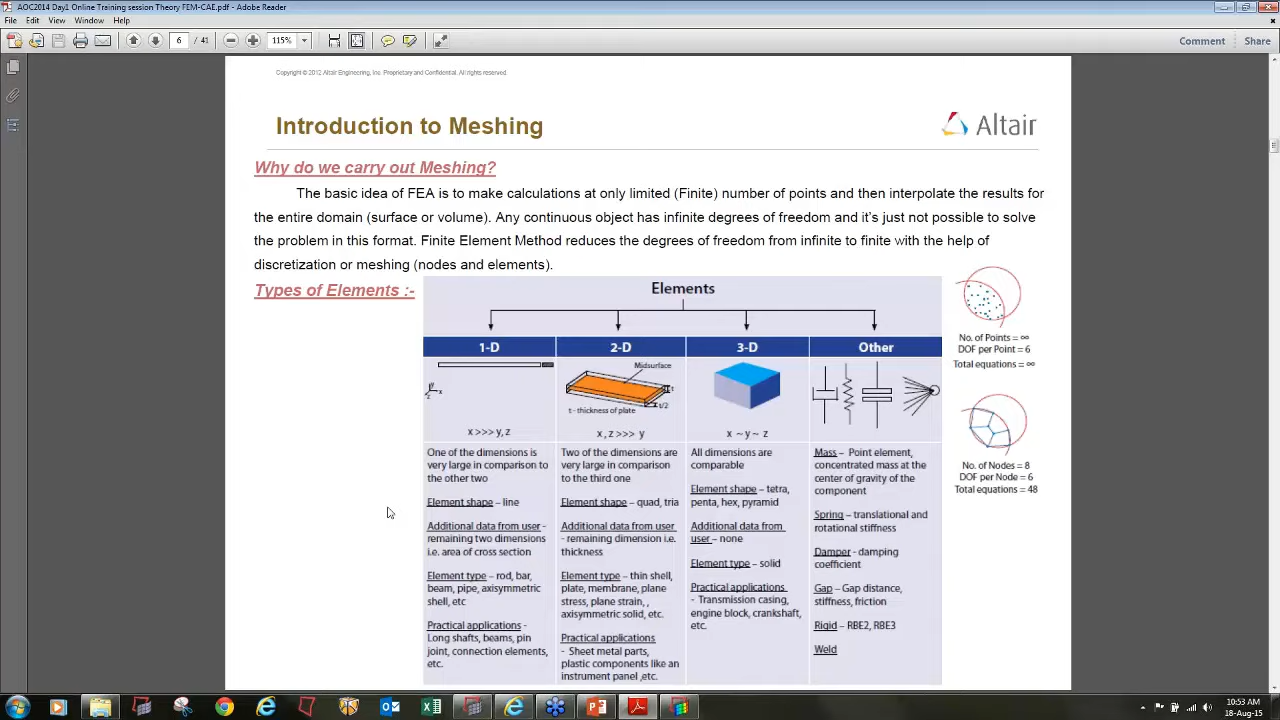 AOC2014 Day1 Online Training session Theory FEM-CAE.pdf - Adobe Reader
File Edit View Window Help
6 / 41 115% Comment Share
Copyright © 2012 Altair Engineering, Inc. Proprietary and Confidential. All rights reserved.
Introduction to Meshing
Altair
Why do we carry out Meshing?
The basic idea of FEA is to make calculations at only limited (Finite) number of points and then interpolate the results for
the entire domain (surface or volume). Any continuous object has infinite degrees of freedom and it's just not possible to solve
the problem in this format. Finite Element Method reduces the degrees of freedom from infinite to finite with the help of
discretization or meshing (nodes and elements).
Types of Elements :-
Elements
1-D
x
z
x >>> y, z
One of the dimensions is
very large in comparison to
the other two
Element shape – line
Additional data from user -
remaining two dimensions
i.e. area of cross section
Element type – rod, bar,
beam, pipe, axisymmetric
shell, etc
Practical applications -
Long shafts, beams, pin
joint, connection elements,
etc.
2-D
Midsurface
t
t/2
t - thickness of plate
x , z >>> y
Two of the dimensions are
very large in comparison
to the third one
Element shape – quad, tria
Additional data from user
- remaining dimension i.e.
thickness
Element type – thin shell,
plate, membrane, plane
stress, plane strain, ,
axisymmetric solid, etc.
Practical applications
- Sheet metal parts,
plastic components like an
instrument panel ,etc.
3-D
x ~ y ~ z
All dimensions are
comparable
Element shape – tetra,
penta, hex, pyramid
Additional data from
user – none
Element type – solid
Practical applications
- Transmission casing,
engine block, crankshaft,
etc.
Other
Mass – Point element,
concentrated mass at the
center of gravity of the
component
Spring – translational and
rotational stiffness
Damper - damping
coefficient
Gap – Gap distance,
stiffness, friction
Rigid – RBE2, RBE3
Weld
No. of Points = ∞
DOF per Point = 6
Total equations = ∞
No. of Nodes = 8
DOF per Node = 6
Total equations = 48
10:53 AM
18-Aug-15